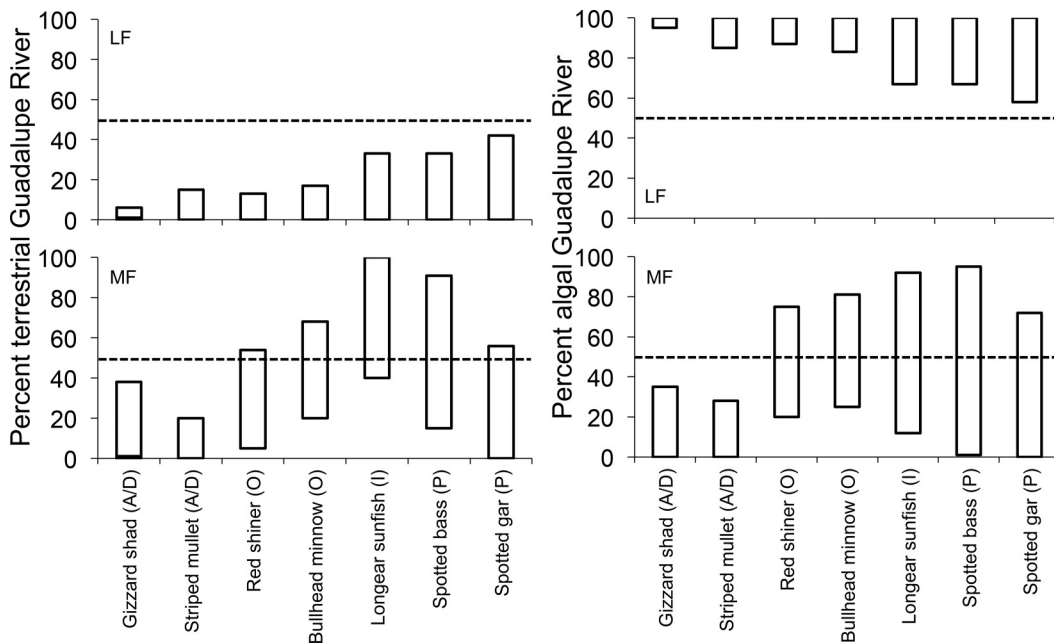 Percent terrestrial Guadalupe River
100
80
60
40
20
0
LF
100
80
60
40
20
0
MF
Gizzard shad (A/D)
Striped mullet (A/D)
Red shiner (O)
Bullhead minnow (O)
Longear sunfish (I)
Spotted bass (P)
Spotted gar (P)
Percent algal Guadalupe River
100
80
60
40
20
0
LF
100
80
60
40
20
0
MF
Gizzard shad (A/D)
Striped mullet (A/D)
Red shiner (O)
Bullhead minnow (O)
Longear sunfish (I)
Spotted bass (P)
Spotted gar (P)